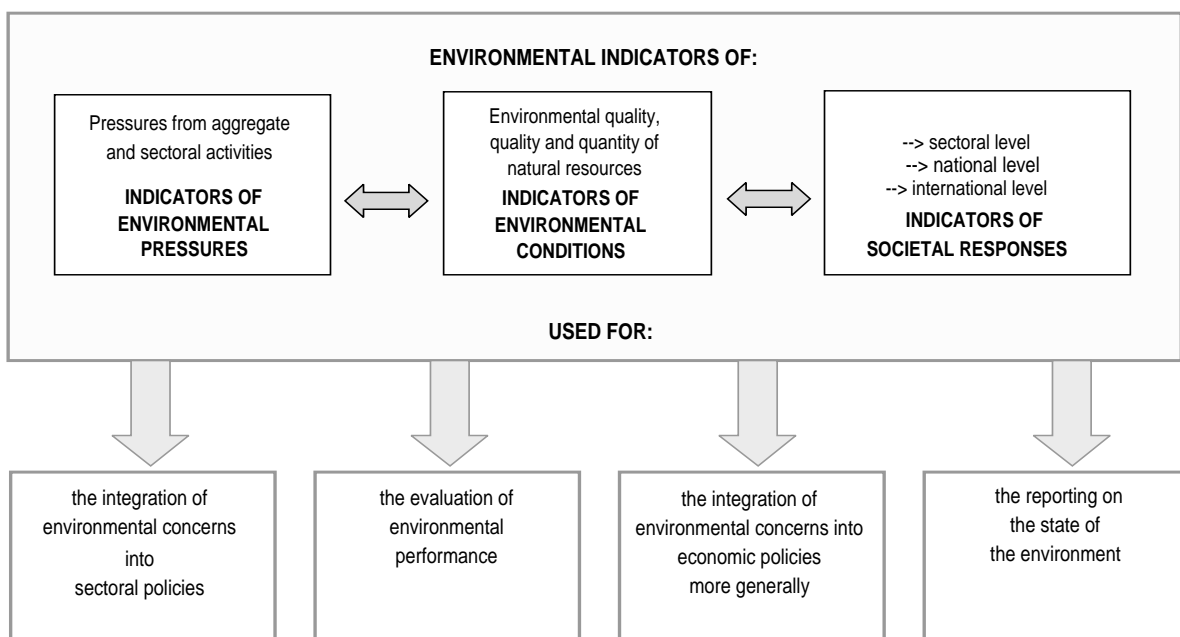 ENVIRONMENTAL INDICATORS OF:
Pressures from aggregate
and sectoral activities
INDICATORS OF
ENVIRONMENTAL
PRESSURES
Environmental quality,
quality and quantity of
natural resources
INDICATORS OF
ENVIRONMENTAL
CONDITIONS
--> sectoral level
--> national level
--> international level
INDICATORS OF
SOCIETAL RESPONSES
USED FOR:
the integration of
environmental concerns
into
sectoral policies
the evaluation of
environmental
performance
the integration of
environmental concerns into
economic policies
more generally
the reporting on
the state of
the environment